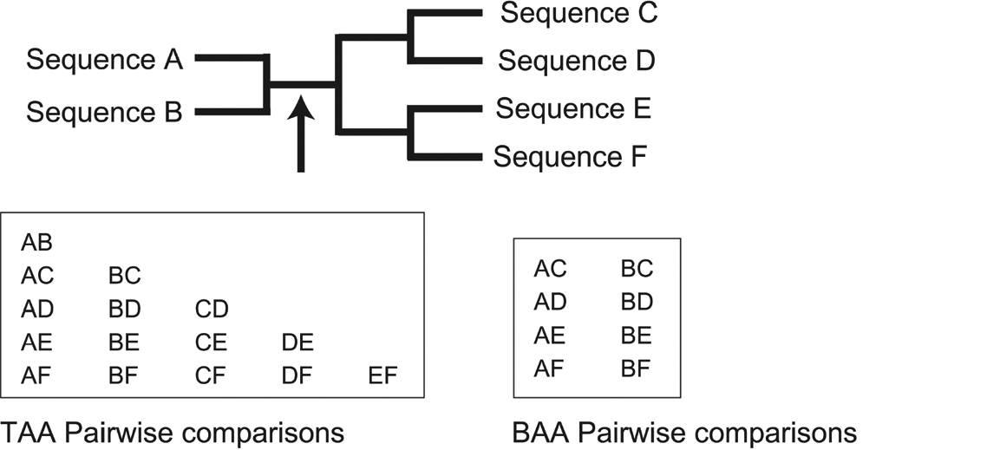 Sequence C
Sequence A
Sequence D
Sequence B
Sequence E
Sequence F
AB
AC BC
AD BD CD
AE BE CE DE
AF BF CF DF EF
TAA Pairwise comparisons
AC BC
AD BD
AE BE
AF BF
BAA Pairwise comparisons